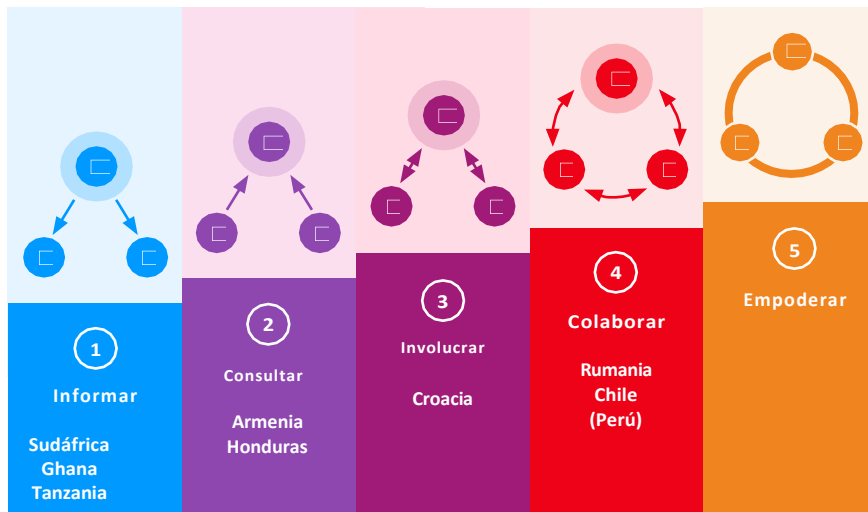 1
Informar
Sudáfrica
Ghana
Tanzania
2
Consultar
Armenia
Honduras
3
Involucrar
Croacia
4
Colaborar
Rumania
Chile
(Perú)
5
Empoderar